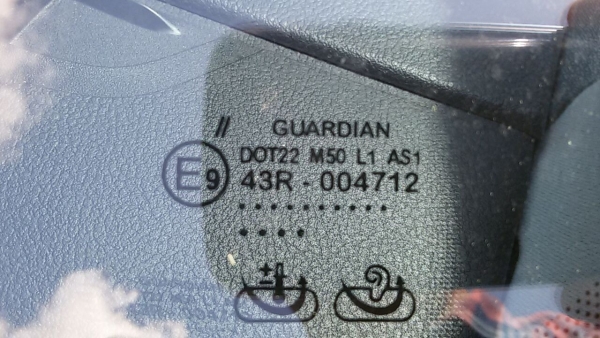 // GUARDIAN
DOT22 M50 L1 AS1
E9 43R - 004712